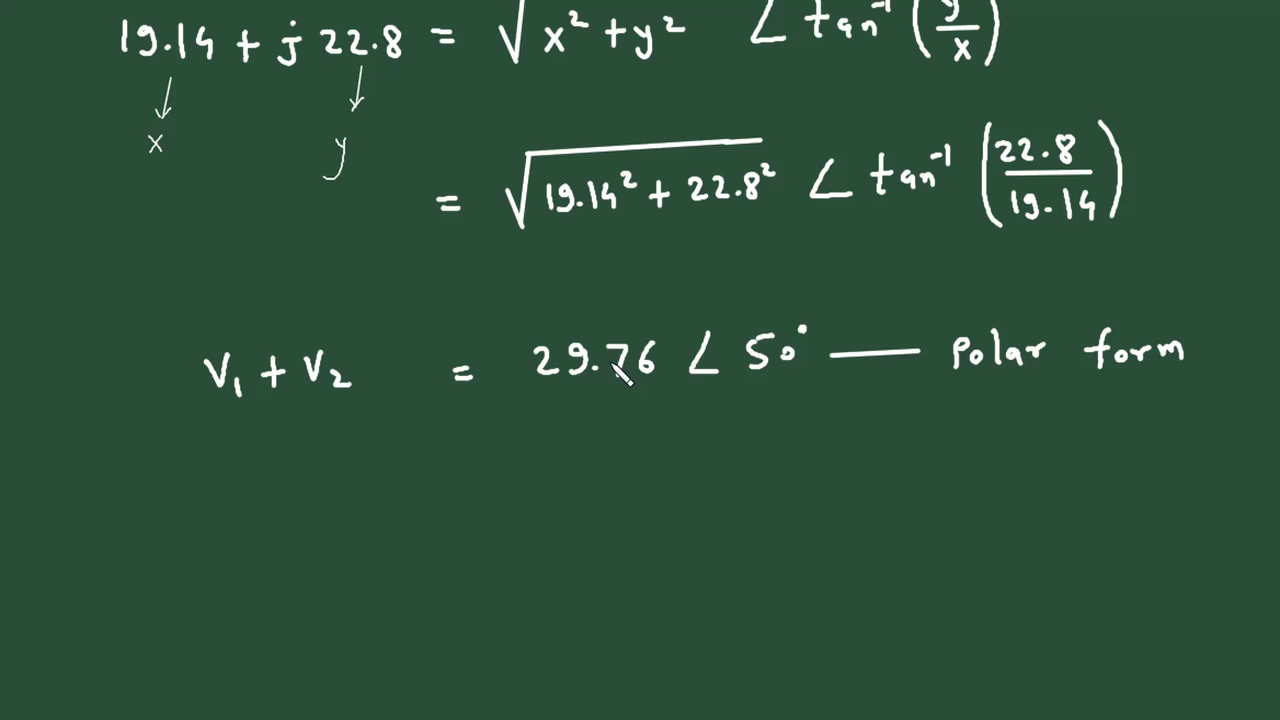 19.14 + j 22.8 = √x² + y² ∠ tan⁻¹ (y/x)
x y
= √19.14² + 22.8² ∠ tan⁻¹ (22.8/19.14)
V₁ + V₂ = 29.76 ∠ 50° — Polar form